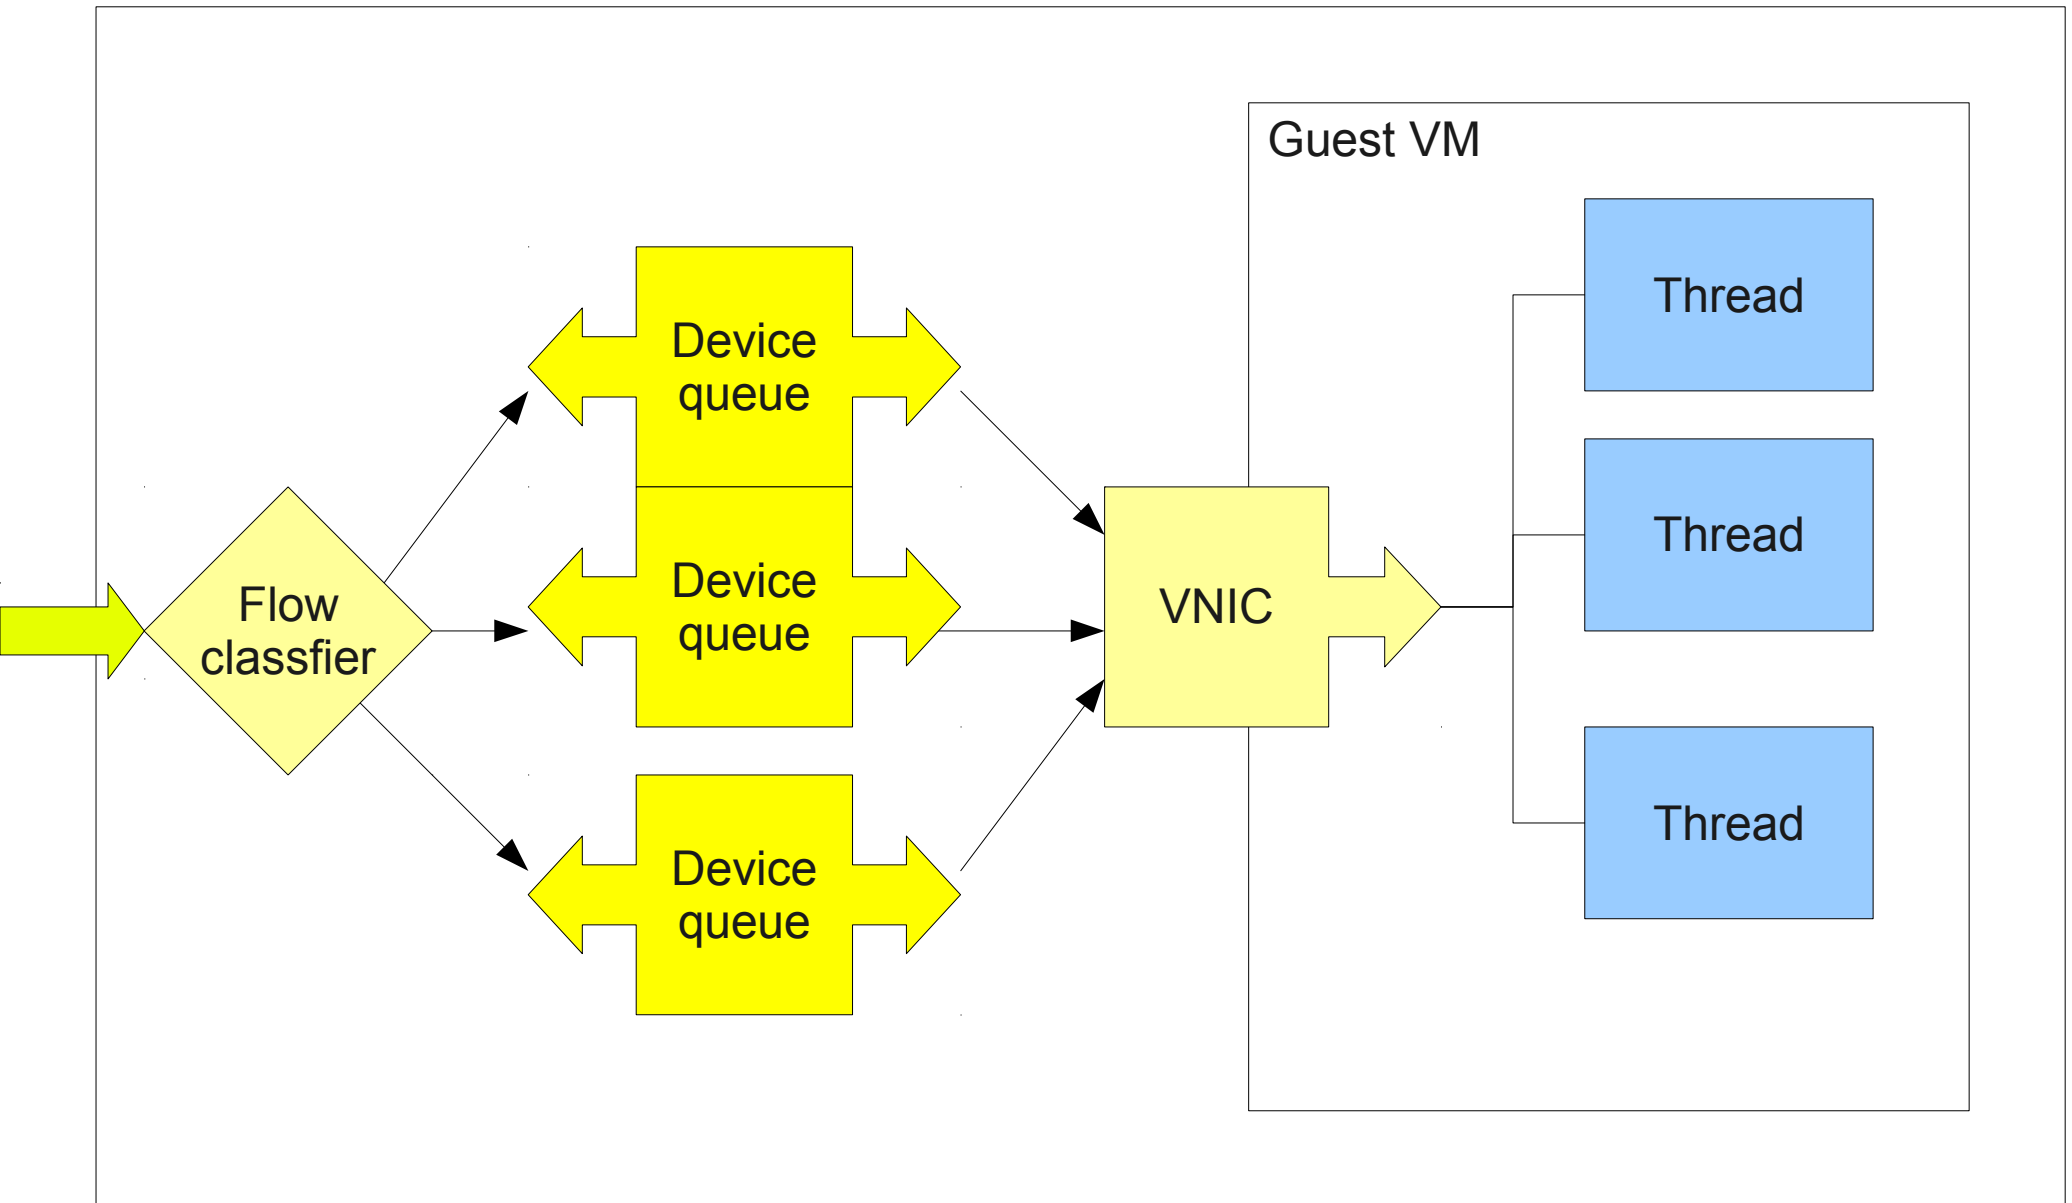 Guest VM
Thread
Device
queue
Thread
Device
queue
VNIC
Flow
classfier
Thread
Device
queue